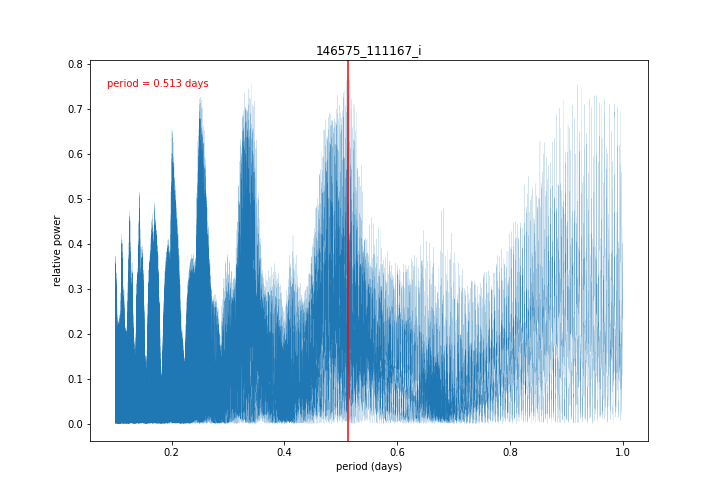 146575_111167_i
period = 0.513 days
relative power
0.8
0.7
0.6
0.5
0.4
0.3
0.2
0.1
0.0
0.2 0.4 0.6 0.8 1.0
period (days)